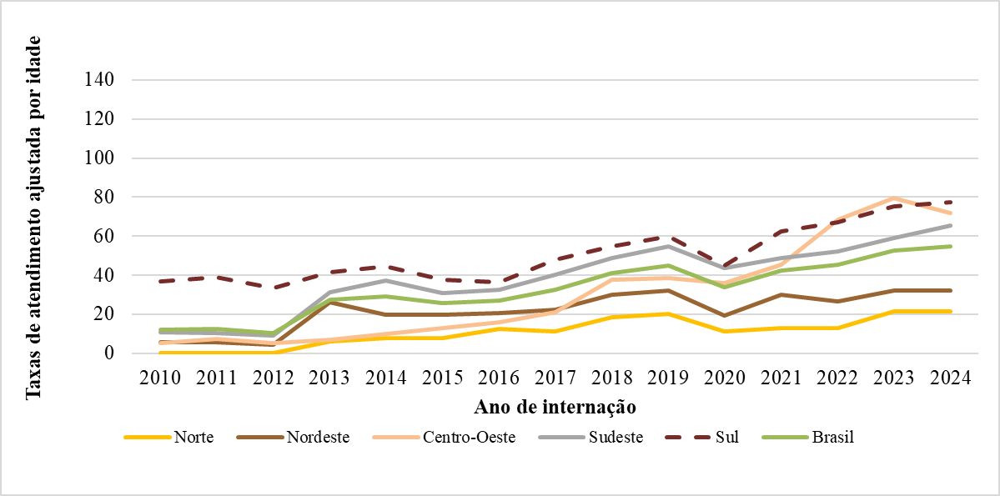 Taxas de atendimento ajustada por idade
140
120
100
80
60
40
20
0
2010 2011 2012 2013 2014 2015 2016 2017 2018 2019 2020 2021 2022 2023 2024
Ano de internação
Norte Nordeste Centro-Oeste Sudeste Sul Brasil